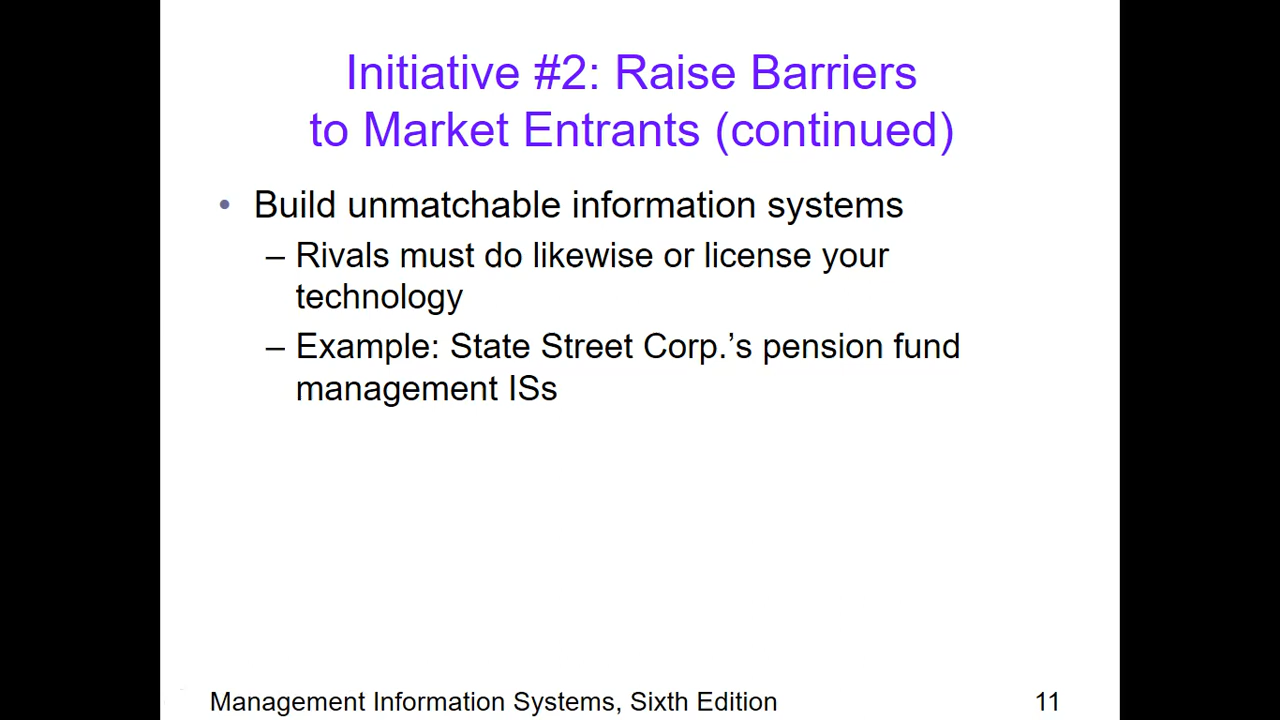 Initiative #2: Raise Barriers
to Market Entrants (continued)
• Build unmatchable information systems
– Rivals must do likewise or license your
technology
– Example: State Street Corp.’s pension fund
management ISs
Management Information Systems, Sixth Edition 11